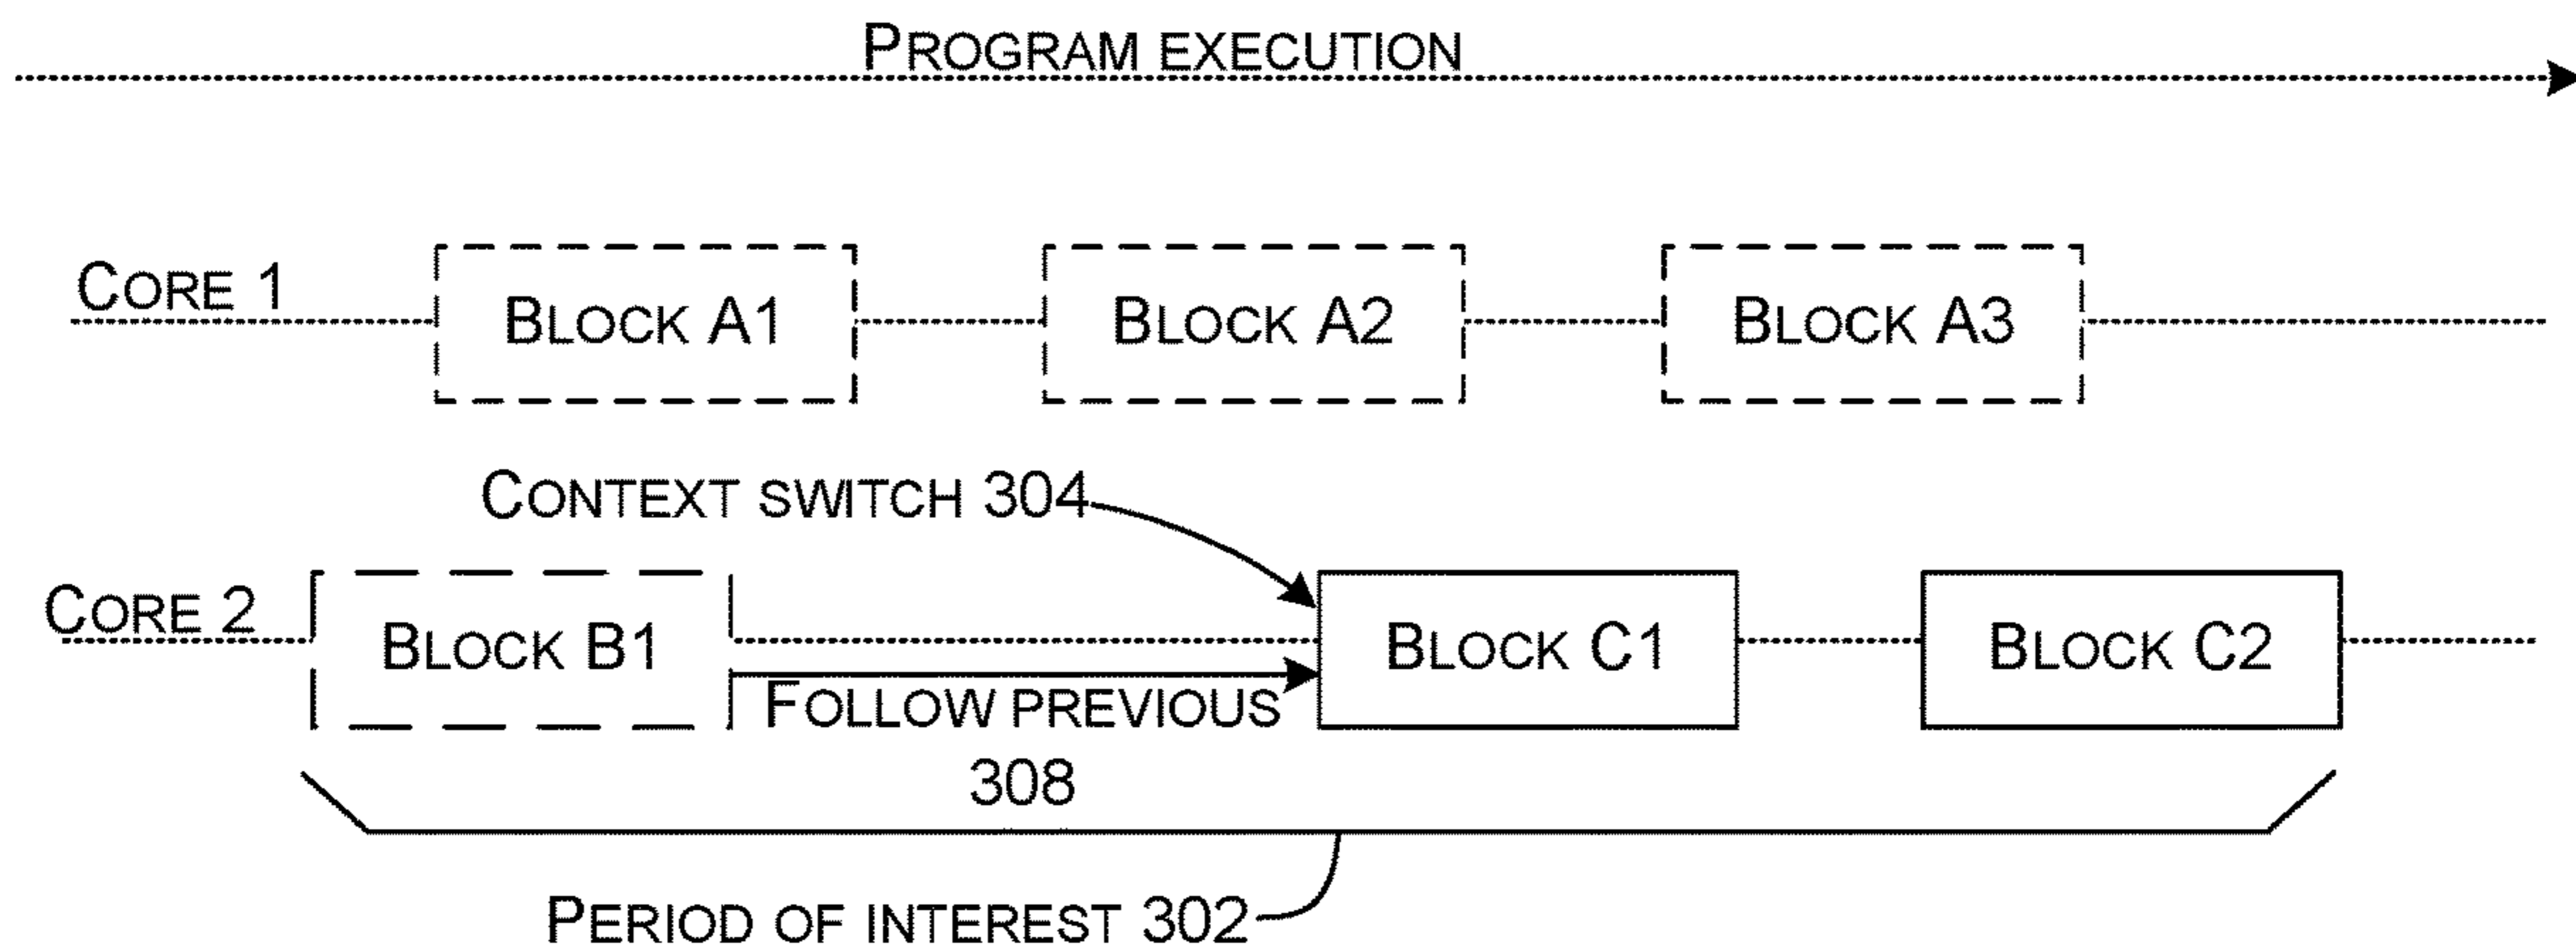 PROGRAM EXECUTION
CORE 1
BLOCK A1
BLOCK A2
BLOCK A3
CONTEXT SWITCH 304
CORE 2
BLOCK B1
BLOCK C1
BLOCK C2
FOLLOW PREVIOUS
308
PERIOD OF INTEREST 302